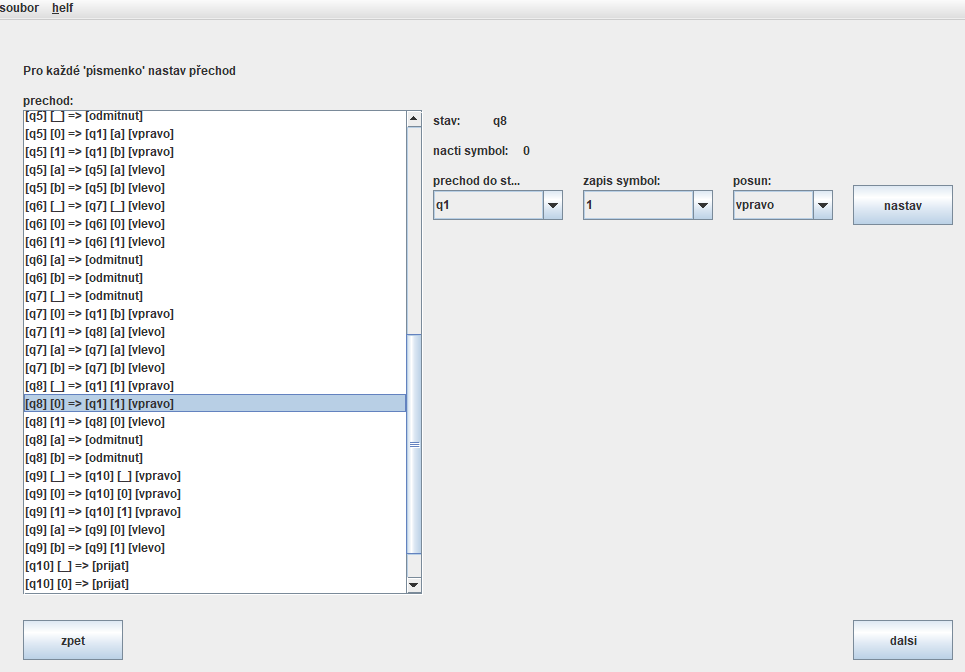 soubor helf
Pro každé 'písmenko' nastav přechod
prechod:
[q5] [_] => [odmitnut]
[q5] [0] => [q1] [a] [vpravo]
[q5] [1] => [q1] [b] [vpravo]
[q5] [a] => [q5] [a] [vlevo]
[q5] [b] => [q5] [b] [vlevo]
[q6] [_] => [q7] [_] [vlevo]
[q6] [0] => [q6] [0] [vlevo]
[q6] [1] => [q6] [1] [vlevo]
[q6] [a] => [odmitnut]
[q6] [b] => [odmitnut]
[q7] [_] => [odmitnut]
[q7] [0] => [q1] [b] [vpravo]
[q7] [1] => [q8] [a] [vlevo]
[q7] [a] => [q7] [a] [vlevo]
[q7] [b] => [q7] [b] [vlevo]
[q8] [_] => [q1] [1] [vpravo]
[q8] [0] => [q1] [1] [vpravo]
[q8] [1] => [q8] [0] [vlevo]
[q8] [a] => [odmitnut]
[q8] [b] => [odmitnut]
[q9] [_] => [q10] [_] [vpravo]
[q9] [0] => [q10] [0] [vpravo]
[q9] [1] => [q10] [1] [vpravo]
[q9] [a] => [q9] [0] [vlevo]
[q9] [b] => [q9] [1] [vlevo]
[q10] [_] => [prijat]
[q10] [0] => [prijat]
stav: q8
nacti symbol: 0
prechod do st... zapis symbol: posun:
q1 1 vpravo nastav
zpet dalsi